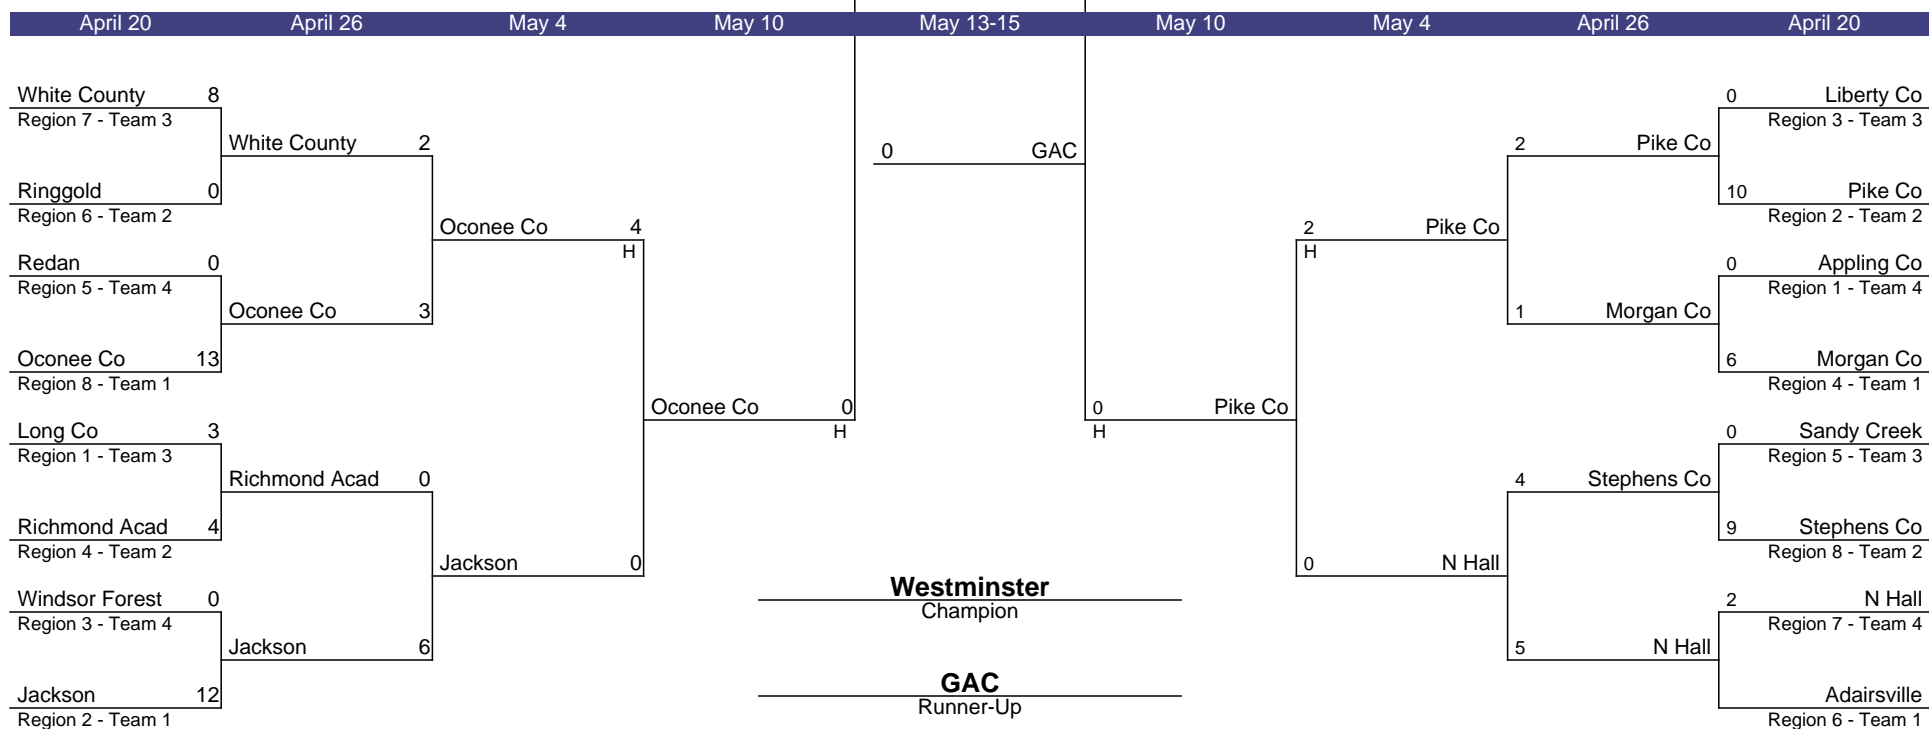 April 20 April 26 May 4 May 10 May 13-15 May 10 May 4 April 26 April 20
White County 8
Region 7 - Team 3
White County 2
Ringgold 0
Region 6 - Team 2
Oconee Co 4
H
Redan 0
Region 5 - Team 4
Oconee Co 3
Oconee Co 13
Region 8 - Team 1
Oconee Co 0
H
Long Co 3
Region 1 - Team 3
Richmond Acad 0
Richmond Acad 4
Region 4 - Team 2
Jackson 0
Windsor Forest 0
Region 3 - Team 4
Jackson 6
Jackson 12
Region 2 - Team 1
0 GAC
Westminster
Champion
GAC
Runner-Up
0 Liberty Co
Region 3 - Team 3
2 Pike Co
10 Pike Co
Region 2 - Team 2
2 Pike Co
H
0 Appling Co
Region 1 - Team 4
1 Morgan Co
6 Morgan Co
Region 4 - Team 1
0 Pike Co
H
0 Sandy Creek
Region 5 - Team 3
4 Stephens Co
9 Stephens Co
Region 8 - Team 2
0 N Hall
2 N Hall
Region 7 - Team 4
5 N Hall
Adairsville
Region 6 - Team 1